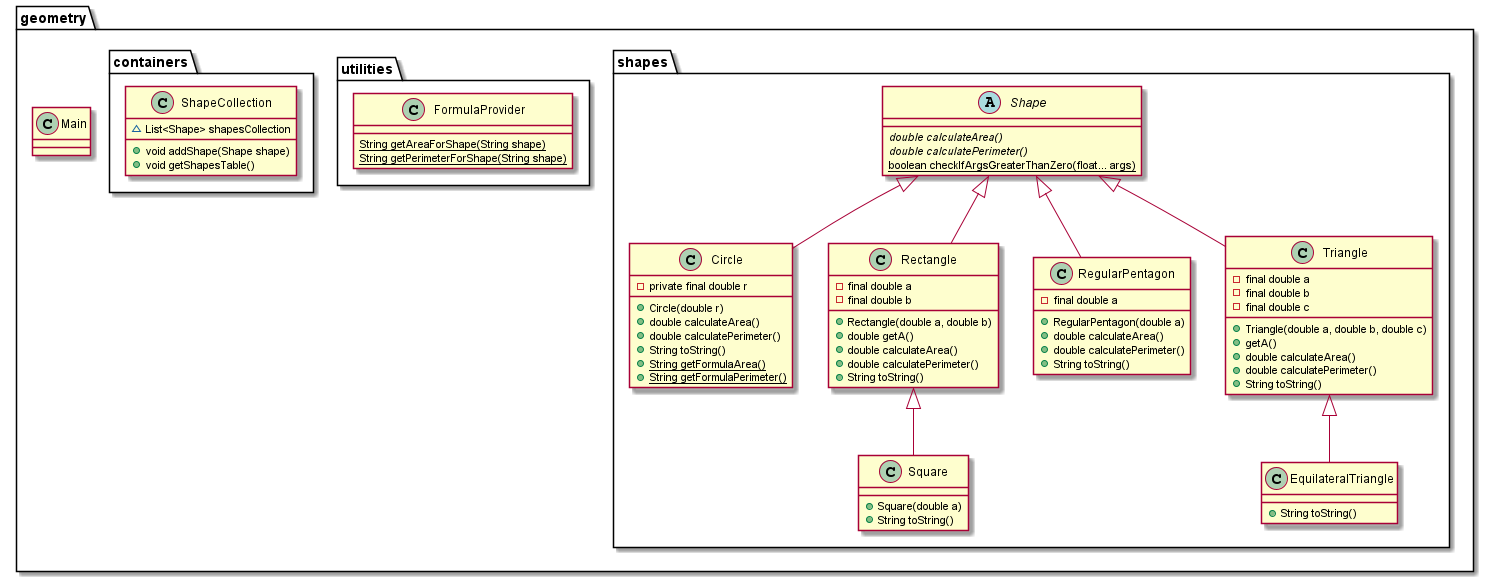 geometry
C Main
containers
C ShapeCollection
List<Shape> shapesCollection
void addShape(Shape shape)
void getShapesTable()
utilities
C FormulaProvider
String getAreaForShape(String shape)
String getPerimeterForShape(String shape)
shapes
A Shape
double calculateArea()
double calculatePerimeter()
boolean checkIfArgsGreaterThanZero(float... args)
C Circle
private final double r
Circle(double r)
double calculateArea()
double calculatePerimeter()
String toString()
String getFormulaArea()
String getFormulaPerimeter()
C Rectangle
final double a
final double b
Rectangle(double a, double b)
double getA()
double calculateArea()
double calculatePerimeter()
String toString()
C RegularPentagon
final double a
RegularPentagon(double a)
double calculateArea()
double calculatePerimeter()
String toString()
C Triangle
final double a
final double b
final double c
Triangle(double a, double b, double c)
getA()
double calculateArea()
double calculatePerimeter()
String toString()
C Square
Square(double a)
String toString()
C EquilateralTriangle
String toString()